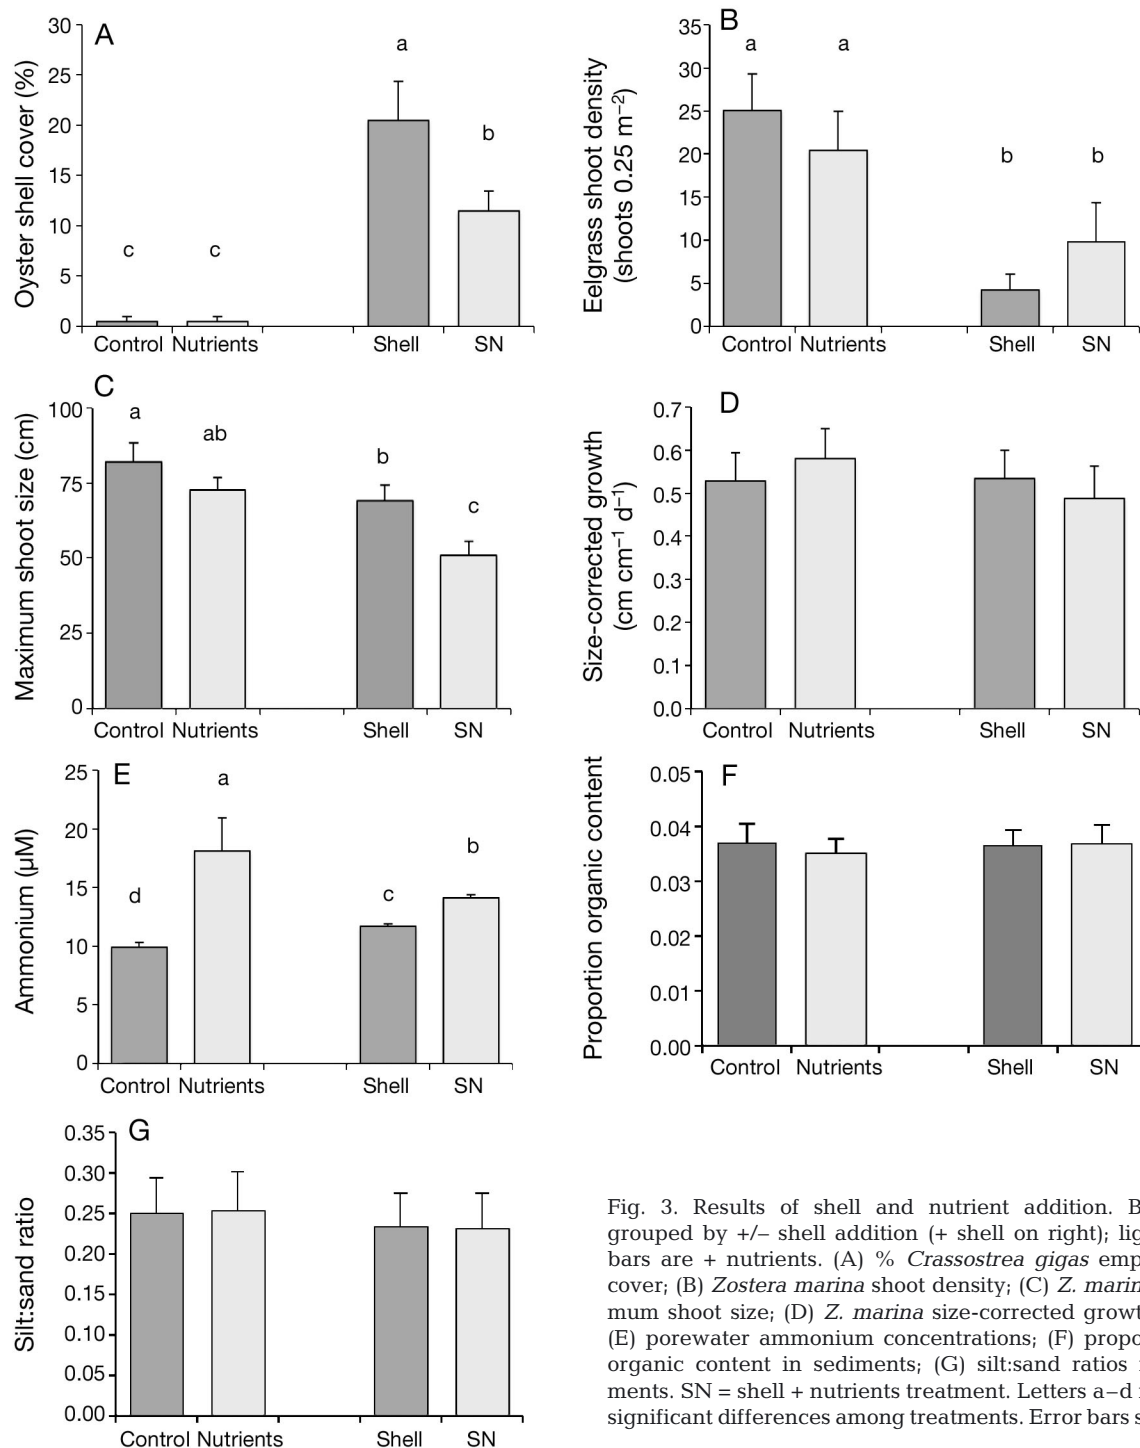 A
Oyster shell cover (%)
30
25
20
15
10
5
0
c
c
a
b
Control Nutrients Shell SN
B
Eelgrass shoot density
(shoots 0.25 m⁻²)
35
30
25
20
15
10
5
0
a
a
b
b
Control Nutrients Shell SN
C
Maximum shoot size (cm)
100
75
50
25
0
a
ab
b
c
Control Nutrients Shell SN
D
Size-corrected growth
(cm cm⁻¹ d⁻¹)
0.7
0.6
0.5
0.4
0.3
0.2
0.1
0.0
Control Nutrients Shell SN
E
Ammonium (µM)
25
20
15
10
5
0
d
a
c
b
Control Nutrients Shell SN
F
Proportion organic content
0.05
0.04
0.03
0.02
0.01
0.00
Control Nutrients Shell SN
G
Silt:sand ratio
0.35
0.30
0.25
0.20
0.15
0.10
0.05
0.00
Control Nutrients Shell SN
Fig. 3. Results of shell and nutrient addition. B
grouped by +/– shell addition (+ shell on right); lig
bars are + nutrients. (A) % Crassostrea gigas emp
cover; (B) Zostera marina shoot density; (C) Z. marin
mum shoot size; (D) Z. marina size-corrected growt
(E) porewater ammonium concentrations; (F) propo
organic content in sediments; (G) silt:sand ratios
ments. SN = shell + nutrients treatment. Letters a–d
significant differences among treatments. Error bars s